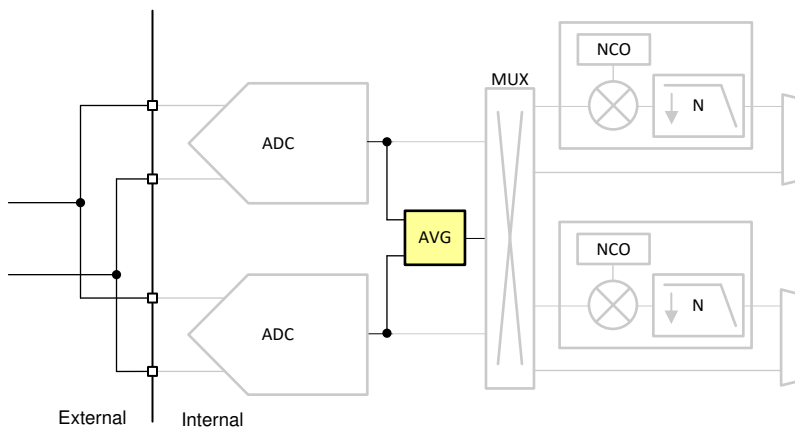 NCO
MUX
N
ADC
AVG
NCO
N
ADC
External
Internal